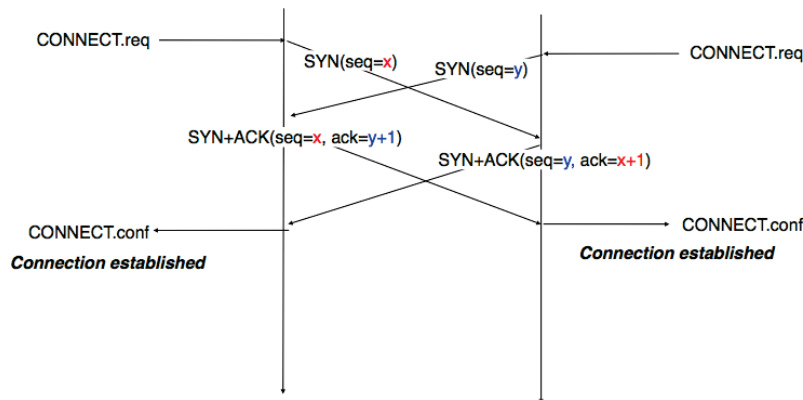 CONNECT.req
CONNECT.req
SYN(seq=x)
SYN(seq=y)
SYN+ACK(seq=x, ack=y+1)
SYN+ACK(seq=y, ack=x+1)
CONNECT.conf
CONNECT.conf
Connection established
Connection established